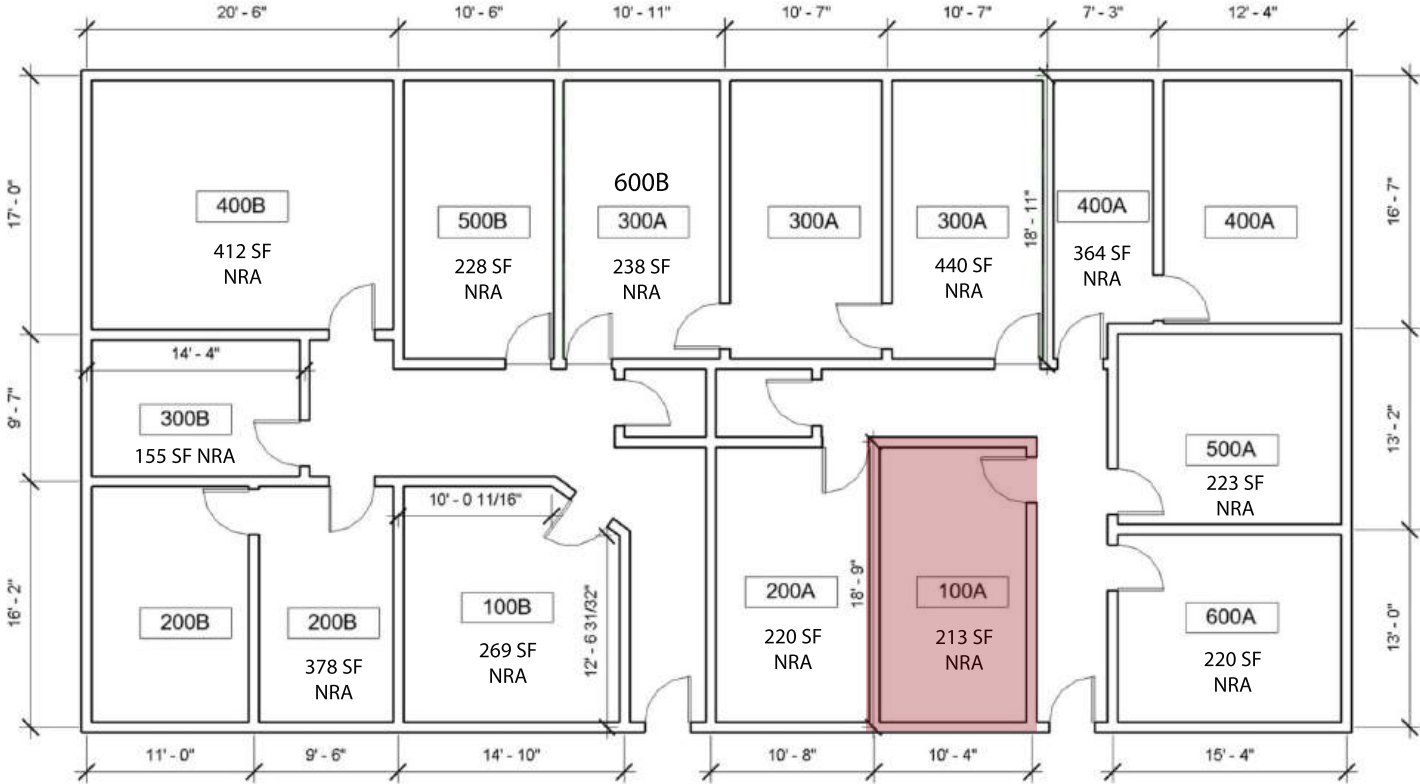 20' - 6" 10' - 6" 10' - 11" 10' - 7" 10' - 7" 7' - 3" 12' - 4"
17' - 0"
9' - 7"
16' - 2"
400B
412 SF
NRA
500B
228 SF
NRA
600B
300A
238 SF
NRA
300A
300A
440 SF
NRA
18' - 11"
400A
364 SF
NRA
400A
16' - 7"
13' - 2"
13' - 0"
14' - 4"
300B
155 SF NRA
10' - 0 11/16"
500A
223 SF
NRA
200B
200B
378 SF
NRA
100B
269 SF
NRA
12' - 6 31/32"
200A
220 SF
NRA
18' - 9"
100A
213 SF
NRA
600A
220 SF
NRA
11' - 0" 9' - 6" 14' - 10" 10' - 8" 10' - 4" 15' - 4"